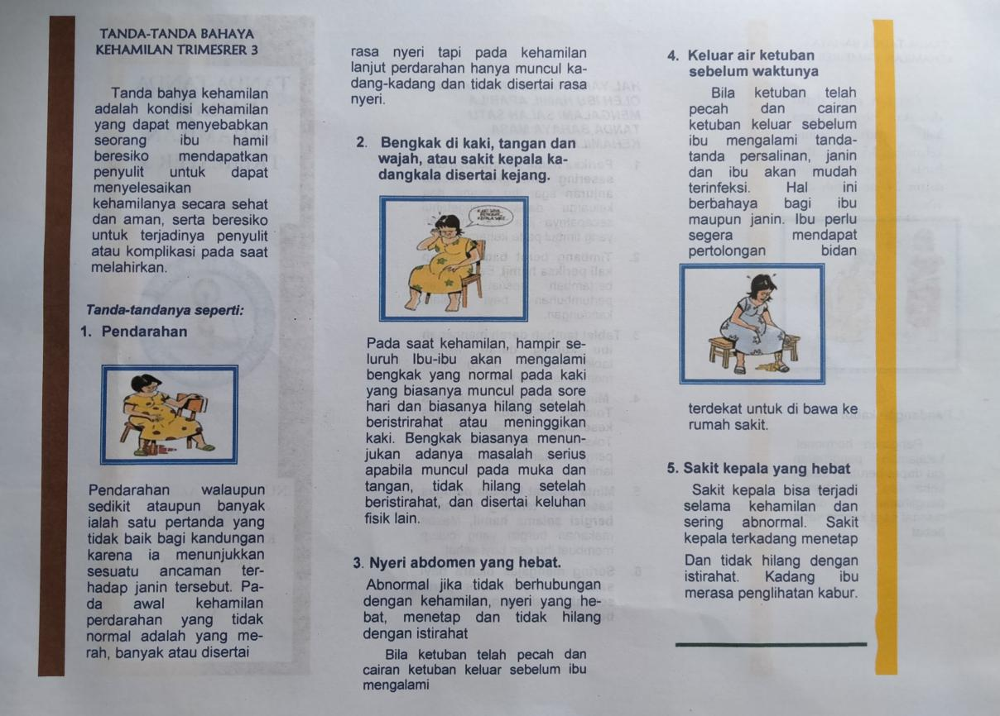 TANDA-TANDA BAHAYA
KEHAMILAN TRIMESRER 3
Tanda bahya kehamilan
adalah kondisi kehamilan
yang dapat menyebabkan
seorang ibu hamil
beresiko mendapatkan
penyulit untuk dapat
menyelesaikan
kehamilanya secara sehat
dan aman, serta beresiko
untuk terjadinya penyulit
atau komplikasi pada saat
melahirkan.
Tanda-tandanya seperti:
1. Pendarahan
Pendarahan walaupun
sedikit ataupun banyak
ialah satu pertanda yang
tidak baik bagi kandungan
karena ia menunjukkan
sesuatu ancaman ter-
hadap janin tersebut. Pa-
da awal kehamilan
perdarahan yang tidak
normal adalah yang me-
rah, banyak atau disertai
rasa nyeri tapi pada kehamilan
lanjut perdarahan hanya muncul ka-
dang-kadang dan tidak disertai rasa
nyeri.
2. Bengkak di kaki, tangan dan
wajah, atau sakit kepala ka-
dangkala disertai kejang.
Pada saat kehamilan, hampir se-
luruh Ibu-ibu akan mengalami
bengkak yang normal pada kaki
yang biasanya muncul pada sore
hari dan biasanya hilang setelah
beristrirahat atau meninggikan
kaki. Bengkak biasanya menun-
jukan adanya masalah serius
apabila muncul pada muka dan
tangan, tidak hilang setelah
beristirahat, dan disertai keluhan
fisik lain.
3. Nyeri abdomen yang hebat.
Abnormal jika tidak berhubungan
dengan kehamilan, nyeri yang he-
bat, menetap dan tidak hilang
dengan istirahat
Bila ketuban telah pecah dan
cairan ketuban keluar sebelum ibu
mengalami
4. Keluar air ketuban
sebelum waktunya
Bila ketuban telah
pecah dan cairan
ketuban keluar sebelum
ibu mengalami tanda-
tanda persalinan, janin
dan ibu akan mudah
terinfeksi. Hal ini
berbahaya bagi ibu
maupun janin. Ibu perlu
segera mendapat
pertolongan bidan
terdekat untuk di bawa ke
rumah sakit.
5. Sakit kepala yang hebat
Sakit kepala bisa terjadi
selama kehamilan dan
sering abnormal. Sakit
kepala terkadang menetap
Dan tidak hilang dengan
istirahat. Kadang ibu
merasa penglihatan kabur.